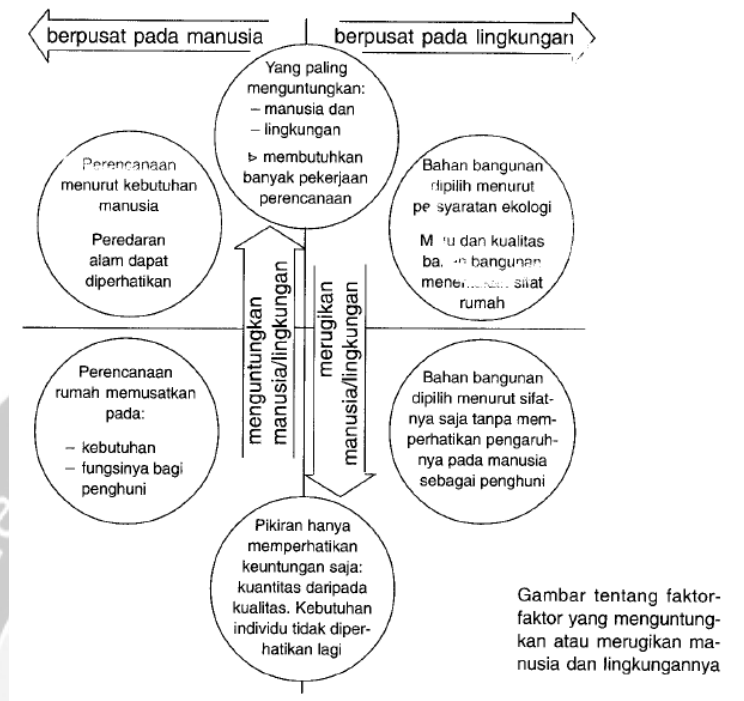 berpusat pada manusia
berpusat pada lingkungan
Yang paling
menguntungkan:
– manusia dan
– lingkungan
membutuhkan
banyak pekerjaan
perencanaan
Perencanaan
menurut kebutuhan
manusia
Peredaran
alam dapat
diperhatikan
Bahan bangunan
dipilih menurut
ekologi
dan kualitas
bangunan
sifat
rumah
menguntungkan
manusia/lingkungan
merugikan
manusia/lingkungan
Perencanaan
rumah memusatkan
pada:
– kebutuhan
– fungsinya bagi
penghuni
Bahan bangunan
dipilih menurut sifat-
nya saja tanpa mem-
perhatikan pengaruh-
nya pada manusia
sebagai penghuni
Pikiran hanya
memperhatikan
keuntungan saja:
kuantitas daripada
kualitas. Kebutuhan
individu tidak diper-
hatikan lagi
Gambar tentang faktor-
faktor yang menguntung-
kan atau merugikan ma-
nusia dan lingkungannya